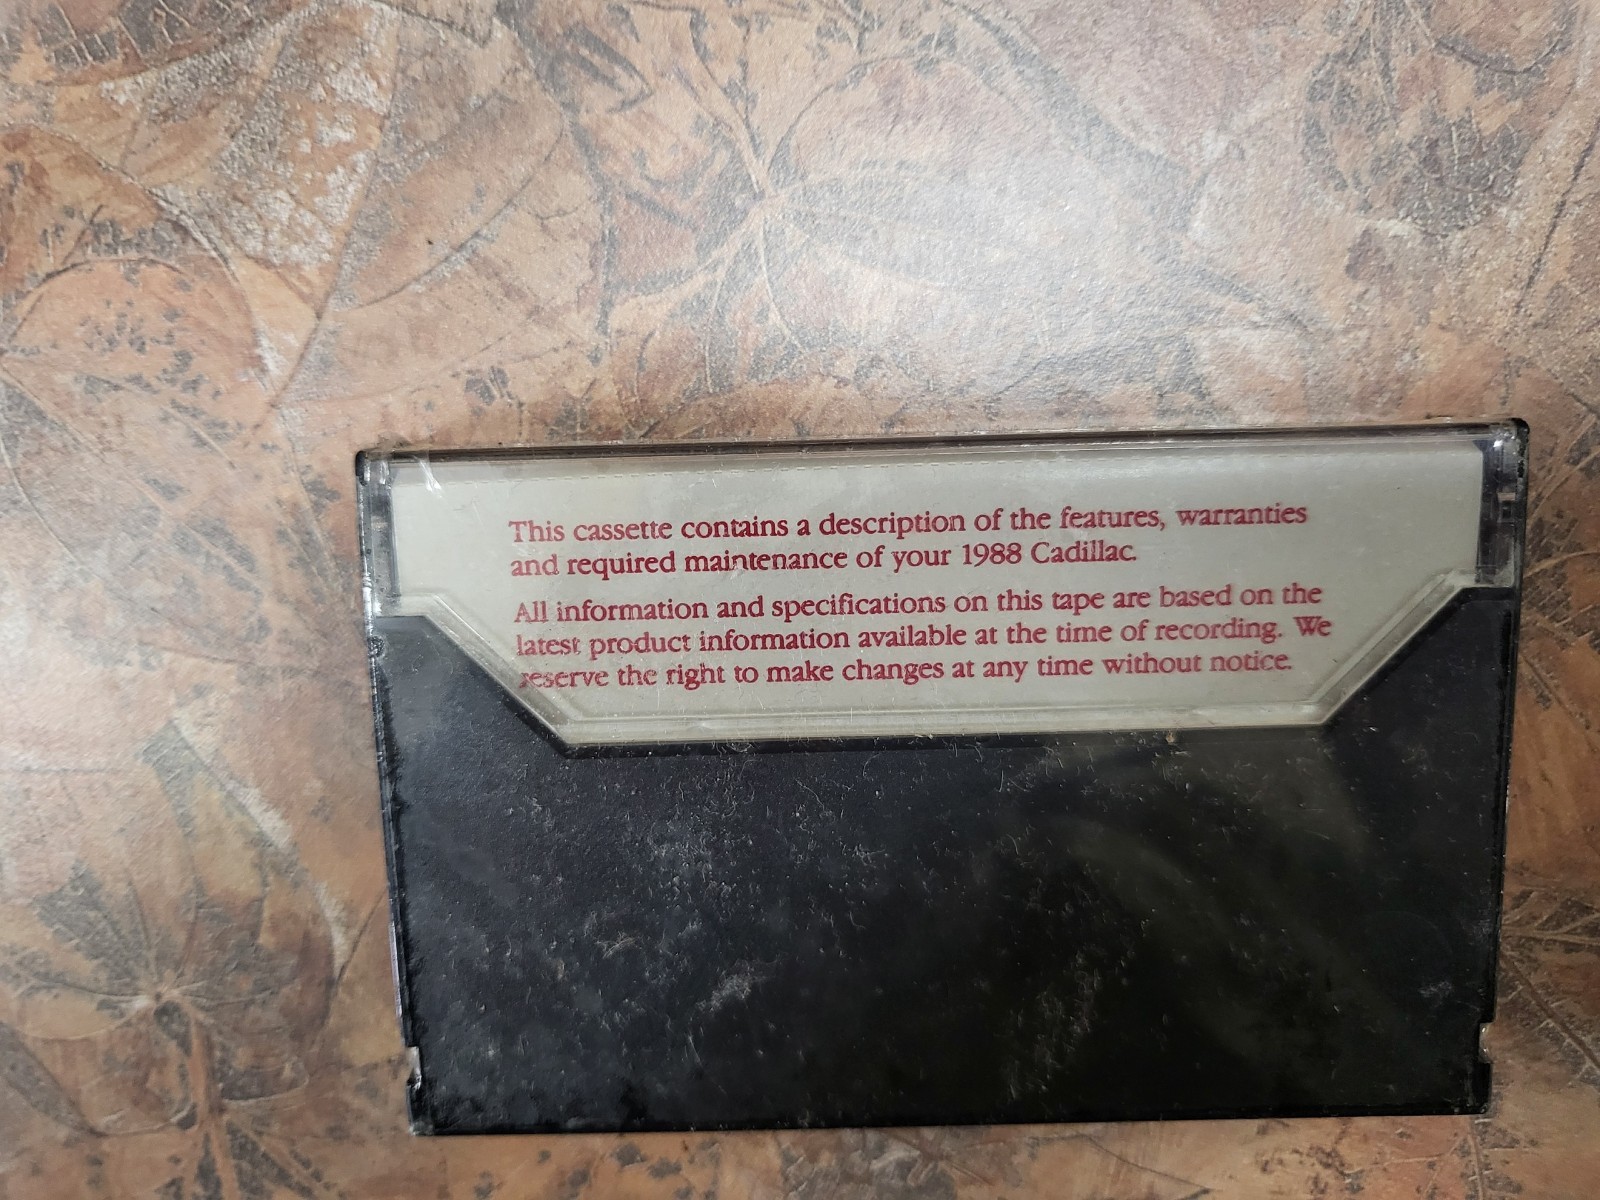 This cassette contains a description of the features, warranties
and required maintenance of your 1988 Cadillac.
All information and specifications on this tape are based on the
latest product information available at the time of recording. We
reserve the right to make changes at any time without notice.